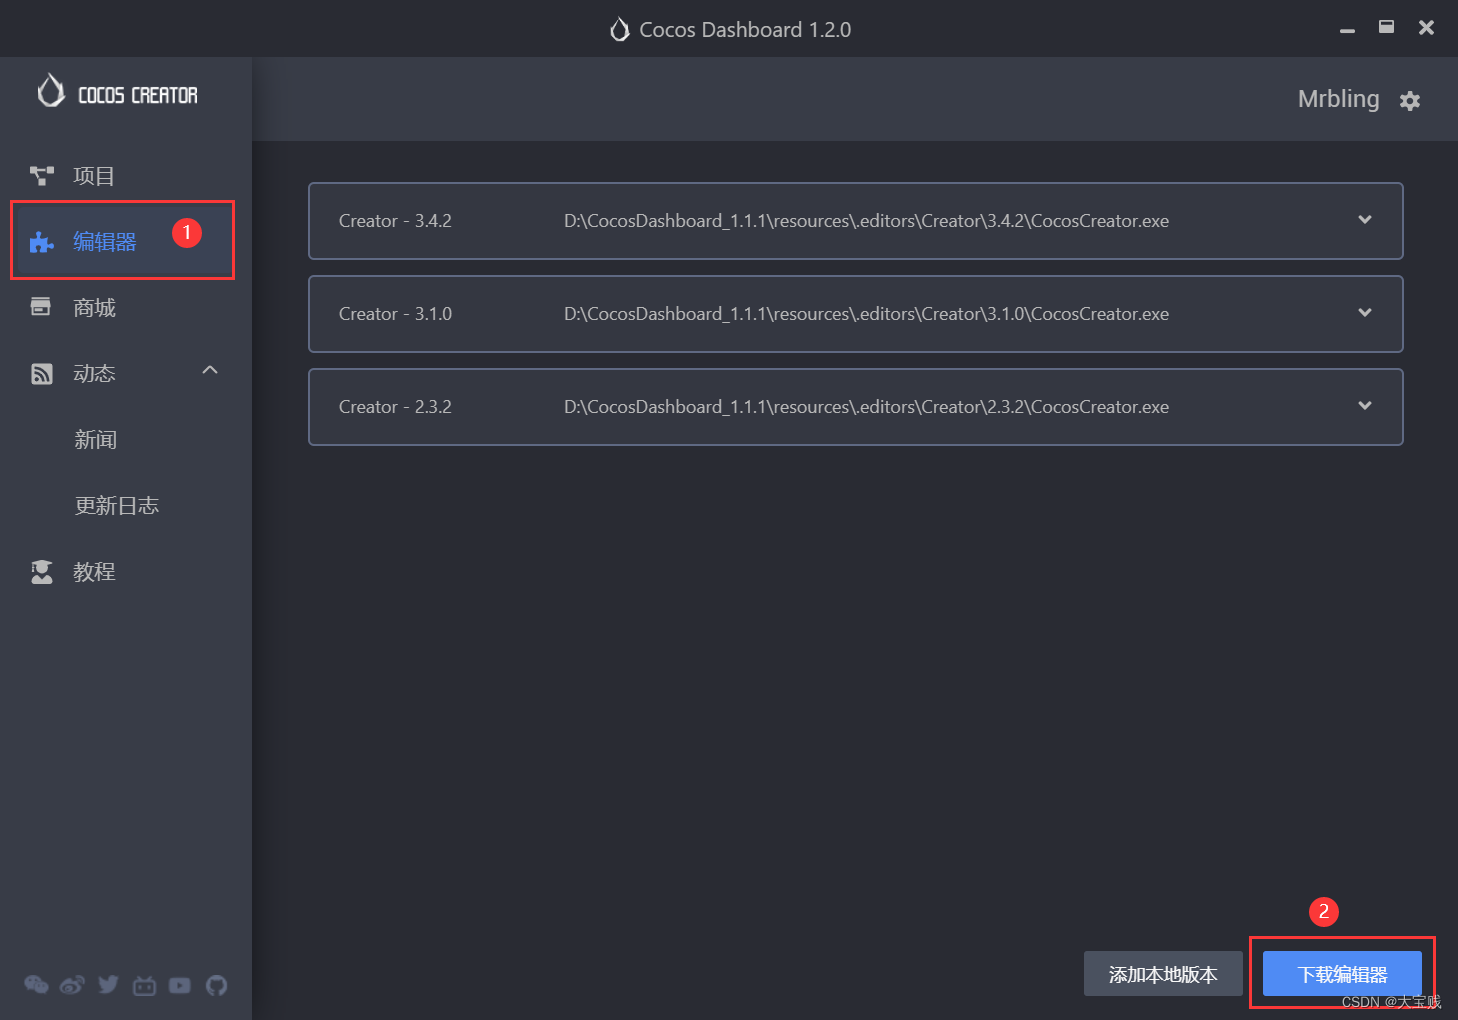 Cocos Dashboard 1.2.0
COCOS CREATOR
Mrbling
项目
编辑器
1
商城
动态
新闻
更新日志
教程
Creator - 3.4.2 D:\CocosDashboard_1.1.1\resources\.editors\Creator\3.4.2\CocosCreator.exe
Creator - 3.1.0 D:\CocosDashboard_1.1.1\resources\.editors\Creator\3.1.0\CocosCreator.exe
Creator - 2.3.2 D:\CocosDashboard_1.1.1\resources\.editors\Creator\2.3.2\CocosCreator.exe
2
添加本地版本
下载编辑器
CSDN @大宝贱